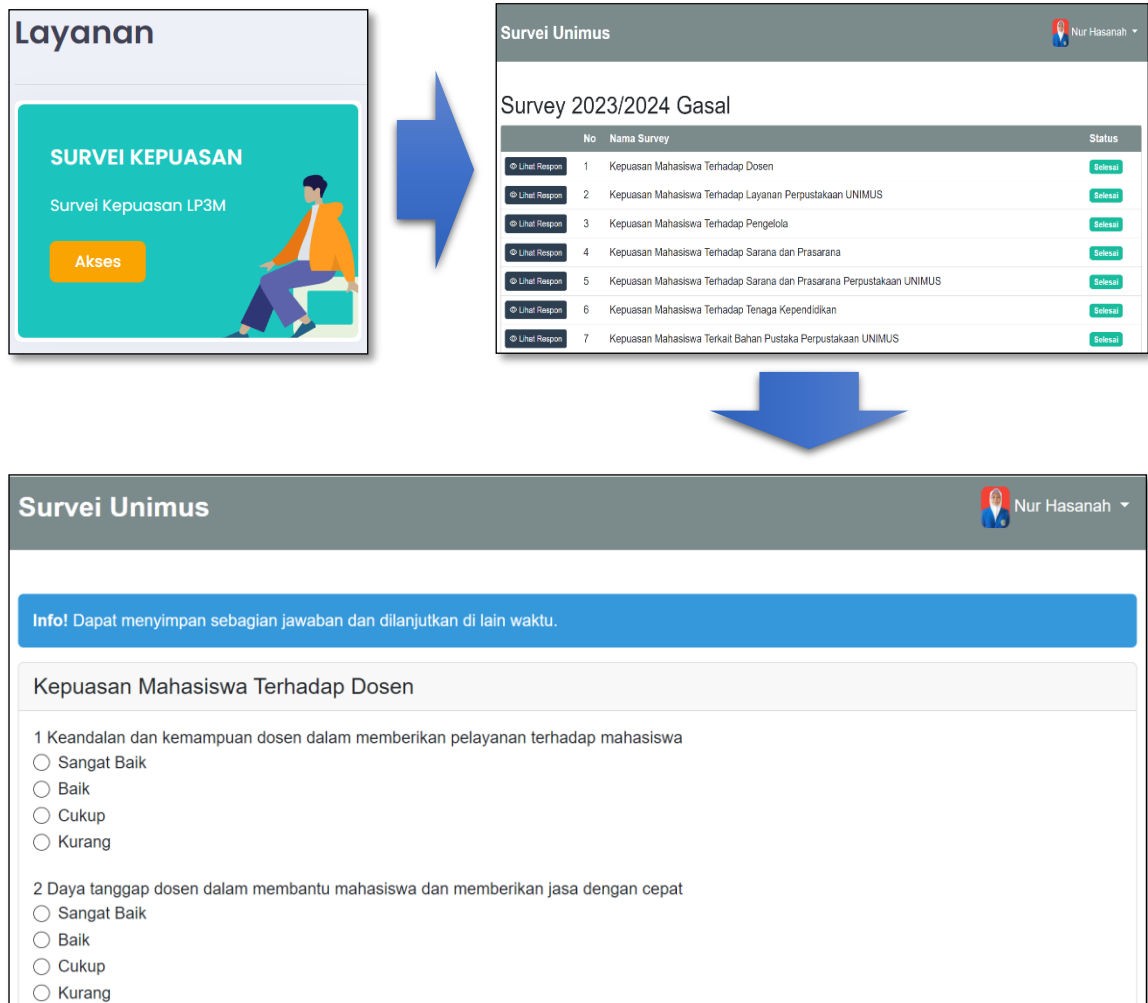 Layanan
SURVEI KEPUASAN
Survei Kepuasan LP3M
Akses
Survei Unimus
Nur Hasanah
Survey 2023/2024 Gasal
No Nama Survey Status
Lihat Respon 1 Kepuasan Mahasiswa Terhadap Dosen Selesai
Lihat Respon 2 Kepuasan Mahasiswa Terhadap Layanan Perpustakaan UNIMUS Selesai
Lihat Respon 3 Kepuasan Mahasiswa Terhadap Pengelola Selesai
Lihat Respon 4 Kepuasan Mahasiswa Terhadap Sarana dan Prasarana Selesai
Lihat Respon 5 Kepuasan Mahasiswa Terhadap Sarana dan Prasarana Perpustakaan UNIMUS Selesai
Lihat Respon 6 Kepuasan Mahasiswa Terhadap Tenaga Kependidikan Selesai
Lihat Respon 7 Kepuasan Mahasiswa Terkait Bahan Pustaka Perpustakaan UNIMUS Selesai
Survei Unimus
Nur Hasanah
Info! Dapat menyimpan sebagian jawaban dan dilanjutkan di lain waktu.
Kepuasan Mahasiswa Terhadap Dosen
1 Keandalan dan kemampuan dosen dalam memberikan pelayanan terhadap mahasiswa
Sangat Baik
Baik
Cukup
Kurang
2 Daya tanggap dosen dalam membantu mahasiswa dan memberikan jasa dengan cepat
Sangat Baik
Baik
Cukup
Kurang